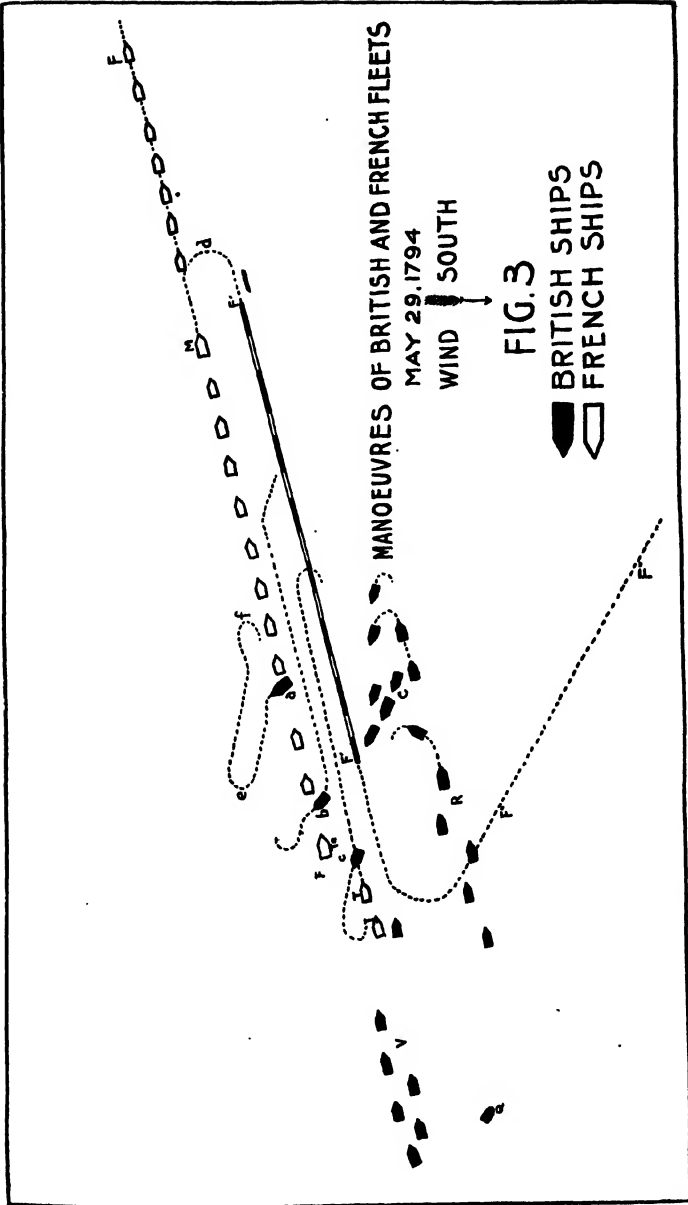 MANOEUVRES OF BRITISH AND FRENCH FLEETS
MAY 29.1794
WIND SOUTH
FIG.3
BRITISH SHIPS
FRENCH SHIPS
F
d
M
F'
f
a
e
b
F
c
F'
C
R
F"
F"
T
T
V
Q